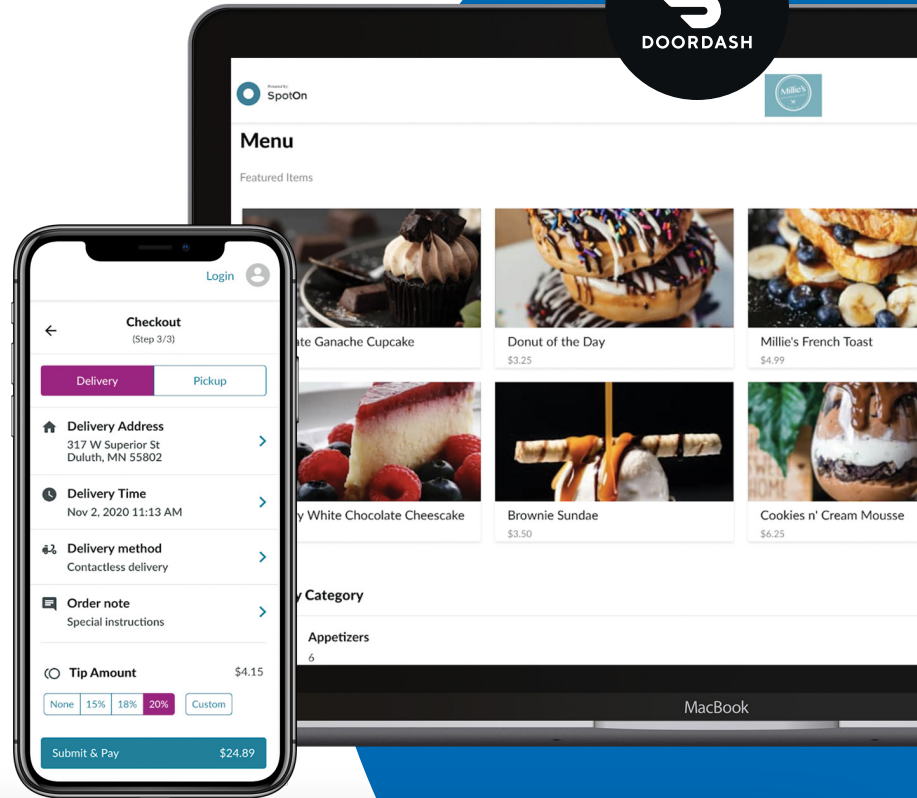 DOORDASH
Powered By
SpotOn
Millie's
Menu
Featured Items
ate Ganache Cupcake
Donut of the Day
$3.25
Millie's French Toast
$4.99
y White Chocolate Cheescake
Brownie Sundae
$3.50
Cookies n' Cream Mousse
$6.25
y Category
Appetizers
6
MacBook
Login
Checkout
(Step 3/3)
Delivery
Pickup
Delivery Address
317 W Superior St
Duluth, MN 55802
Delivery Time
Nov 2, 2020 11:13 AM
Delivery method
Contactless delivery
Order note
Special instructions
Tip Amount
$4.15
None 15% 18% 20% Custom
Submit & Pay
$24.89